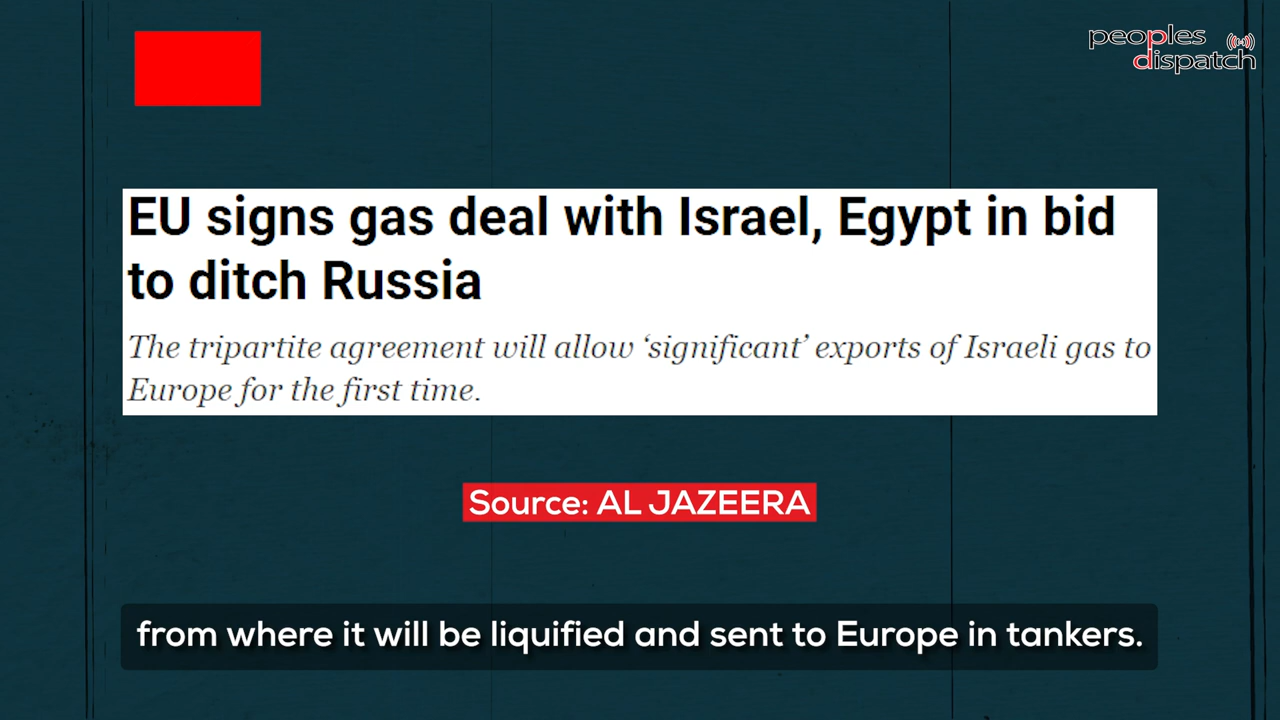 peoples
dispatch
EU signs gas deal with Israel, Egypt in bid
to ditch Russia
The tripartite agreement will allow ‘significant’ exports of Israeli gas to
Europe for the first time.
Source: AL JAZEERA
from where it will be liquified and sent to Europe in tankers.